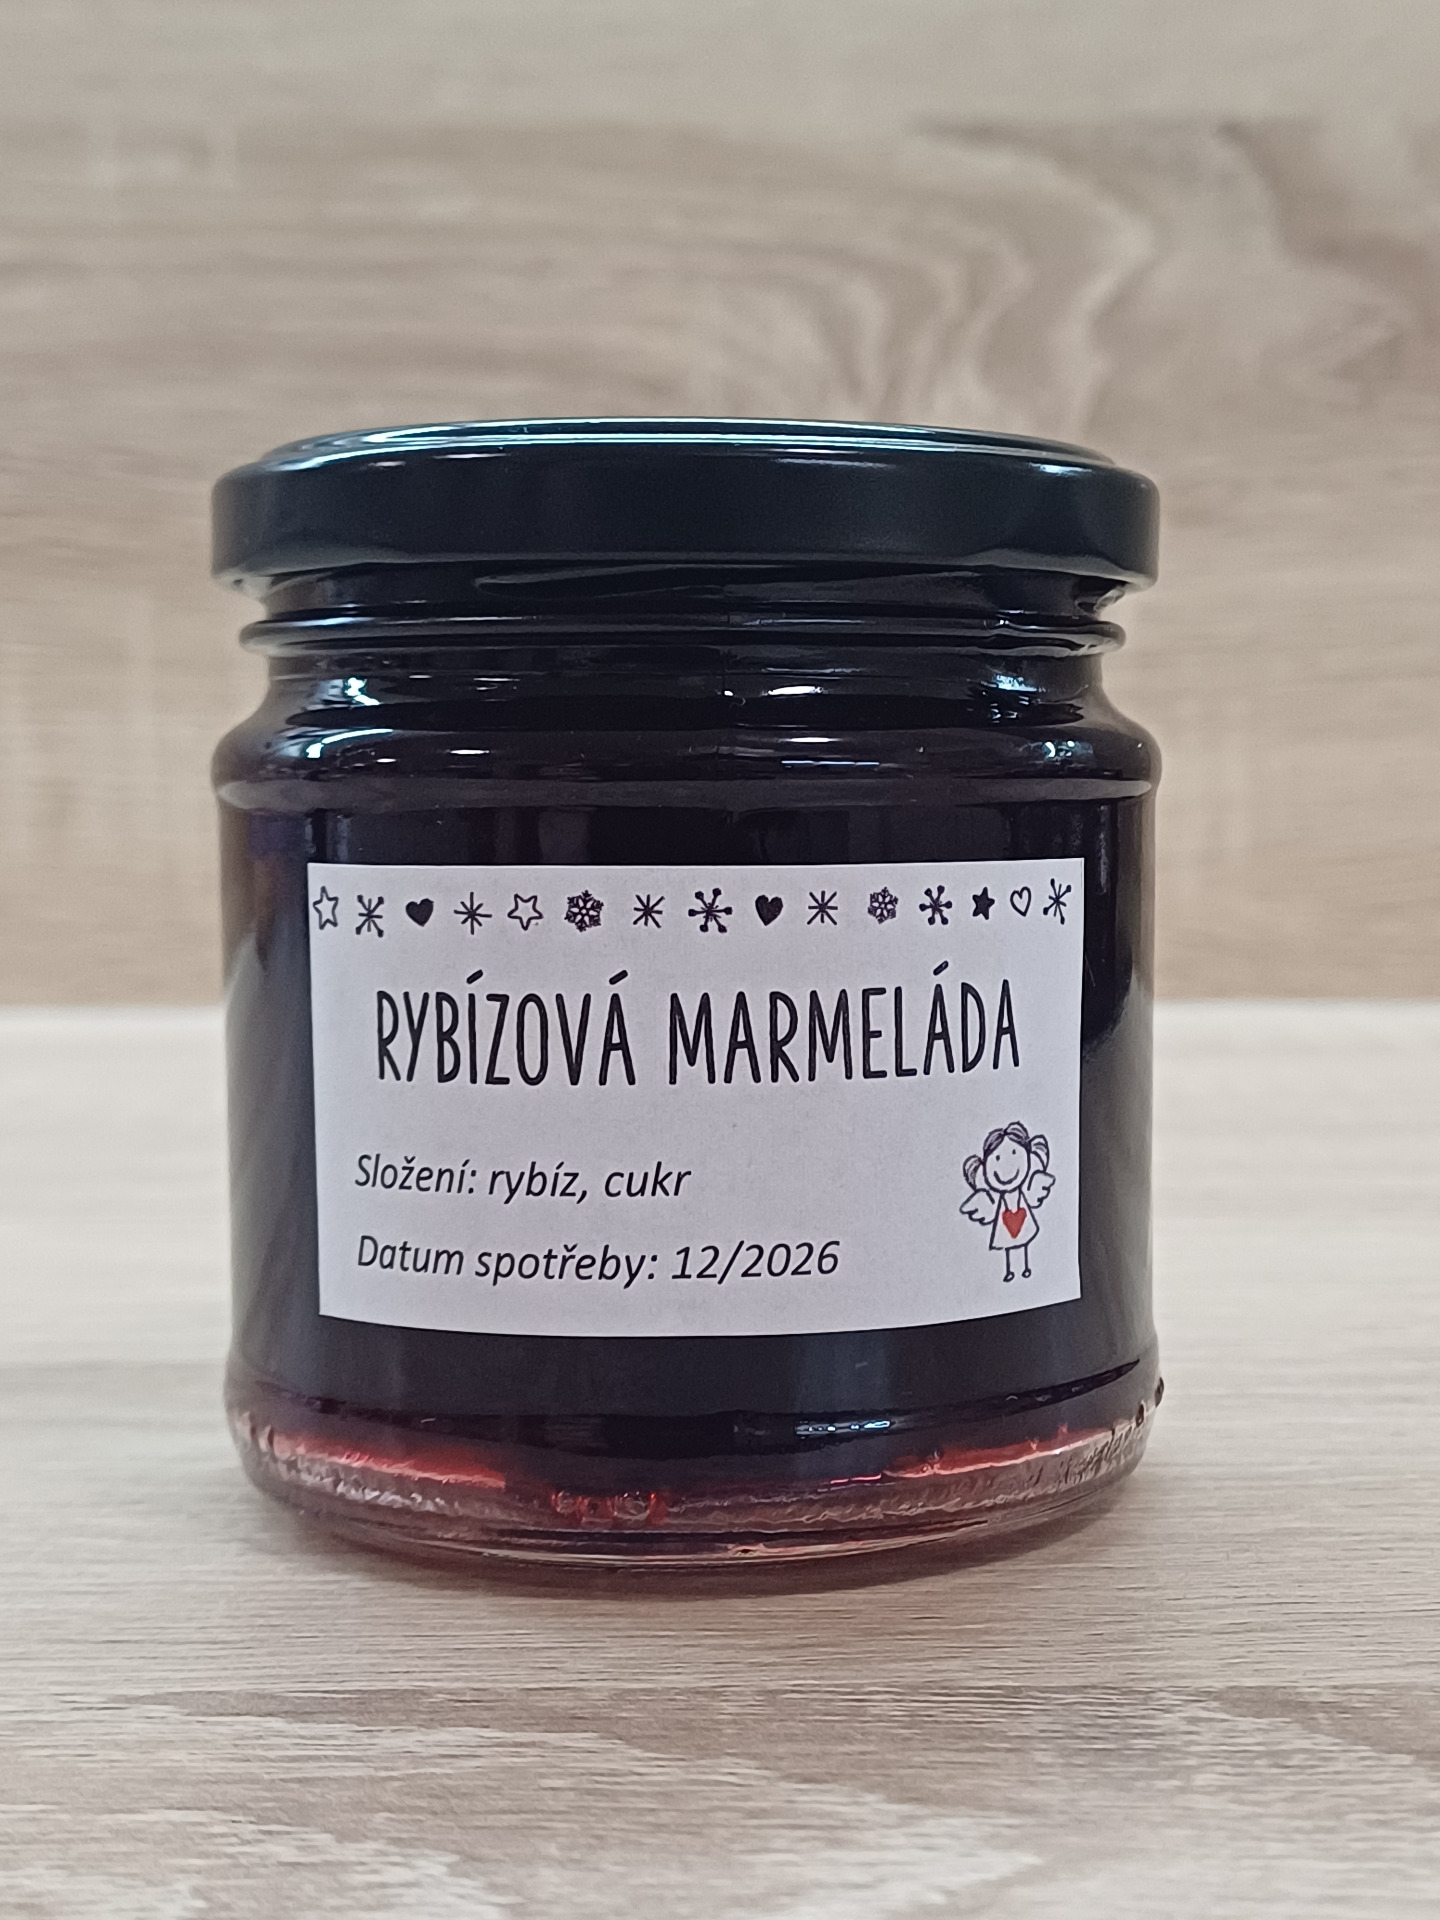 RYBÍZOVÁ MARMELÁDA
Složení: rybíz, cukr
Datum spotřeby: 12/2026